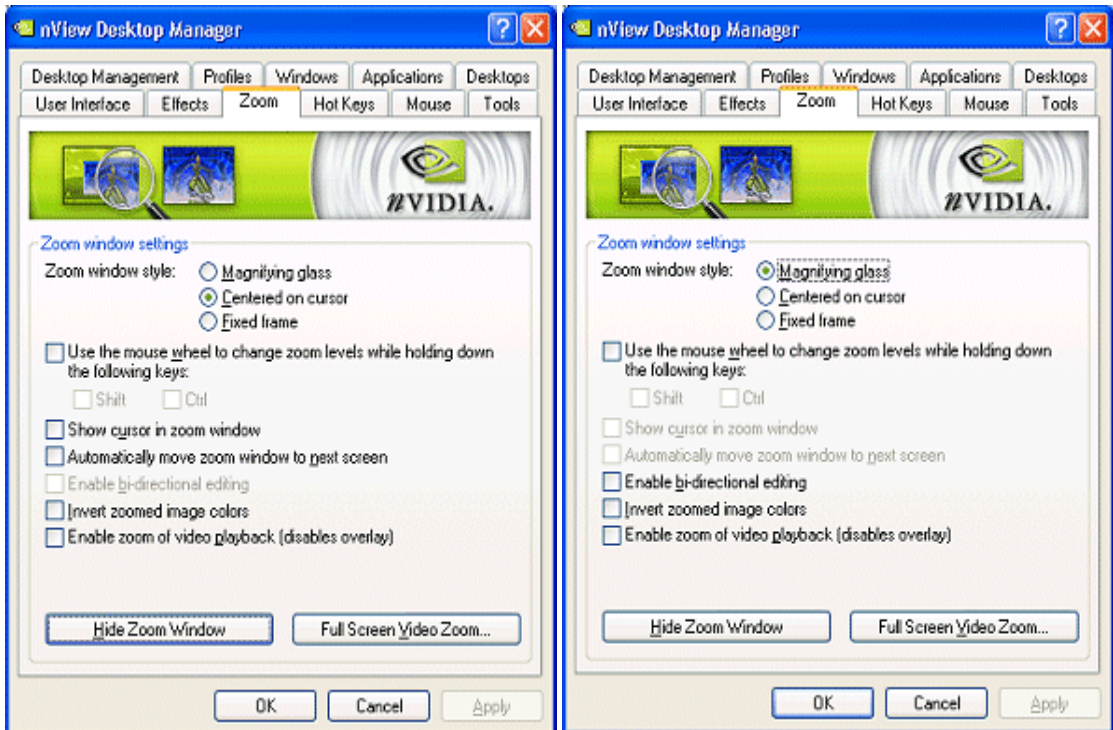 nView Desktop Manager
Desktop Management Profiles Windows Applications Desktops
User Interface Effects Zoom Hot Keys Mouse Tools
nVIDIA.
Zoom window settings
Zoom window style: Magnifying glass
Centered on cursor
Fixed frame
Use the mouse wheel to change zoom levels while holding down
the following keys:
Shift Ctrl
Show cursor in zoom window
Automatically move zoom window to next screen
Enable bi-directional editing
Invert zoomed image colors
Enable zoom of video playback (disables overlay)
Hide Zoom Window Full Screen Video Zoom...
OK Cancel Apply
nView Desktop Manager
Desktop Management Profiles Windows Applications Desktops
User Interface Effects Zoom Hot Keys Mouse Tools
nVIDIA.
Zoom window settings
Zoom window style: Magnifying glass
Centered on cursor
Fixed frame
Use the mouse wheel to change zoom levels while holding down
the following keys:
Shift Ctrl
Show cursor in zoom window
Automatically move zoom window to next screen
Enable bi-directional editing
Invert zoomed image colors
Enable zoom of video playback (disables overlay)
Hide Zoom Window Full Screen Video Zoom...
OK Cancel Apply